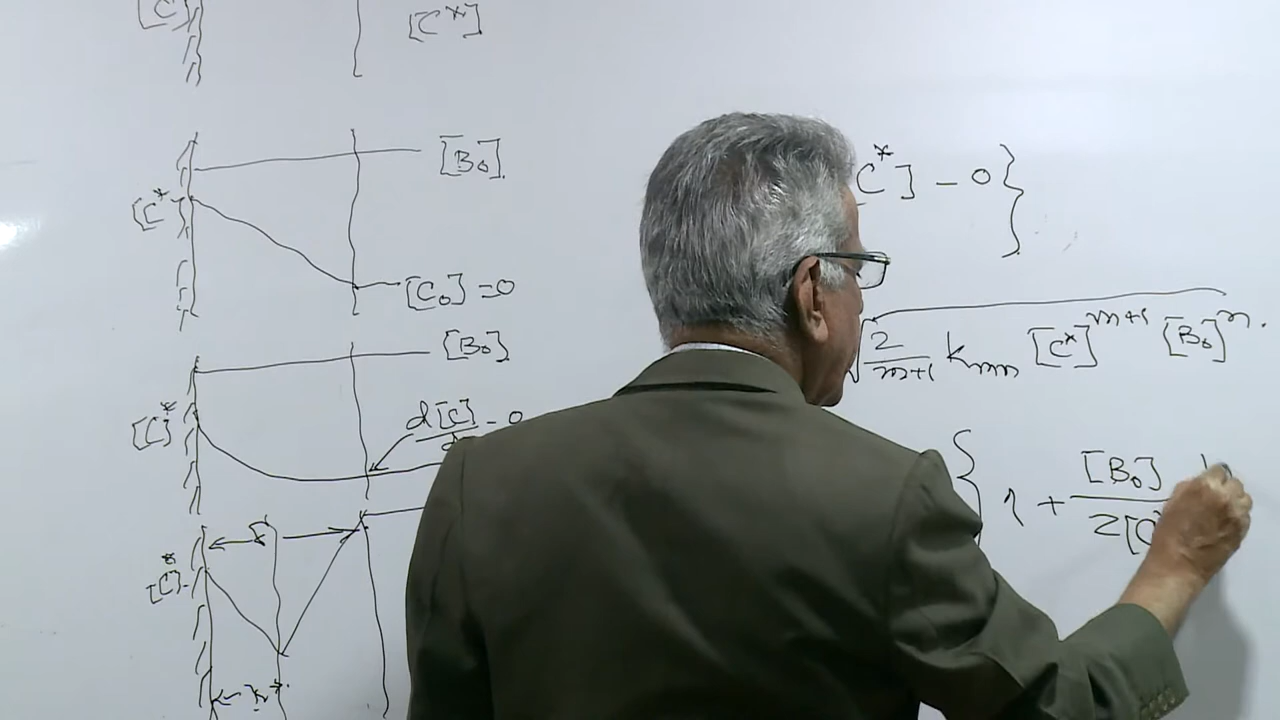 [C]
[C*]
[B₀]
[C*]
[C₀] = 0
[B₀]
[C]*
d[C]
- 0
[C]*
C*] - 0 }
√ 2/m+1 kmn [C*]^m+1 [B₀]^n.
{ 1 + [B₀]
2[C